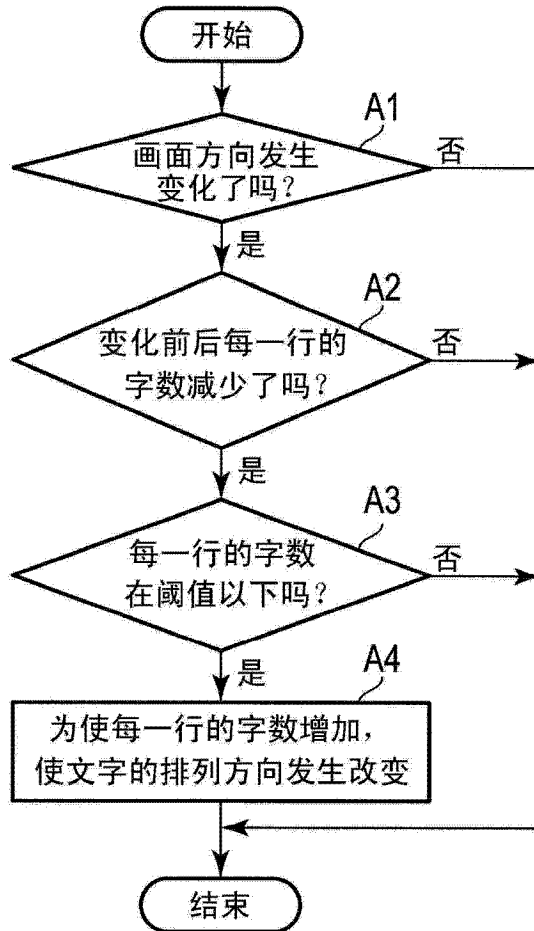 开始
A1
画面方向发生
变化了吗?
否
是
A2
变化前后每一行的
字数减少了吗?
否
是
A3
每一行的字数
在阈值以下吗?
否
是
A4
为使每一行的字数增加,
使文字的排列方向发生改变
结束